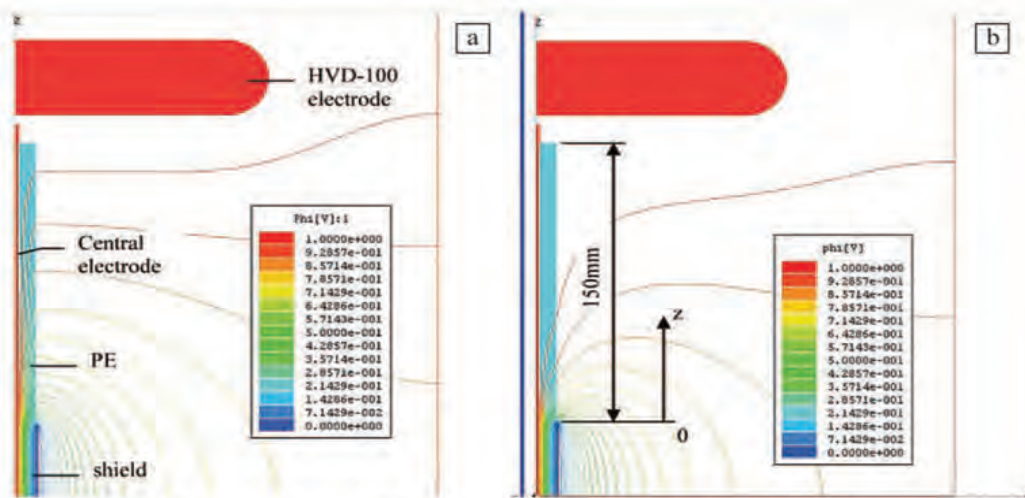 z
a
HVD-100
electrode
Phi[V]:1
1.0000e+000
9.2857e-001
8.5714e-001
7.8571e-001
7.1429e-001
6.4286e-001
5.7143e-001
5.0000e-001
4.2857e-001
3.5714e-001
2.8571e-001
2.1429e-001
1.4286e-001
7.1429e-002
0.0000e+000
Central
electrode
PE
shield
z
b
150mm
z
0
phi[V]
1.0000e+000
9.2857e-001
8.5714e-001
7.8571e-001
7.1429e-001
6.4286e-001
5.7143e-001
5.0000e-001
4.2857e-001
3.5714e-001
2.8571e-001
2.1429e-001
1.4286e-001
7.1429e-002
0.0000e+000